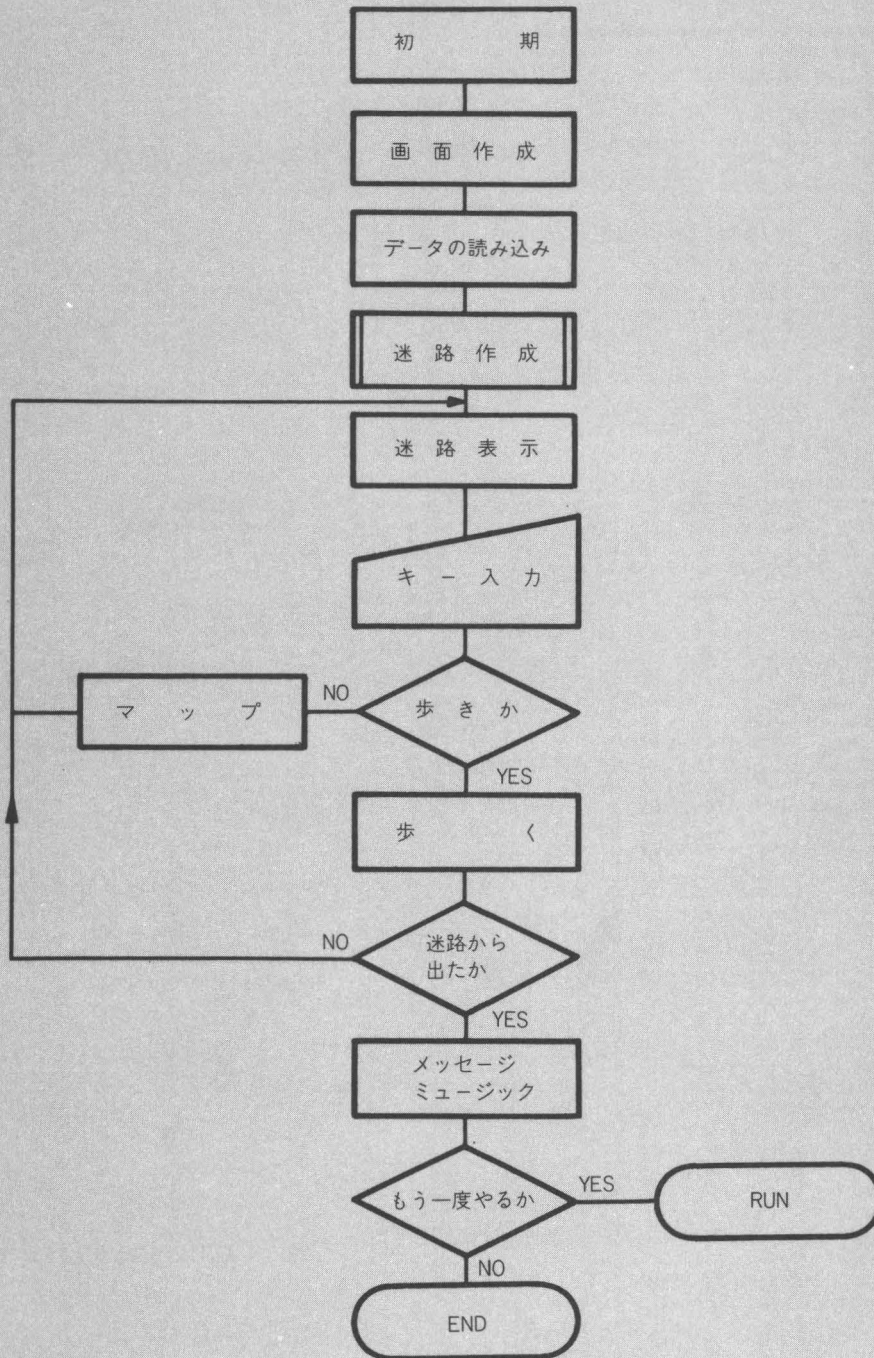 初期
画面作成
データの読み込み
迷路作成
迷路表示
キー入力
マップ
NO
歩きか
YES
歩く
NO
迷路から
出たか
YES
メッセージ
ミュージック
もう一度やるか
YES
RUN
NO
END